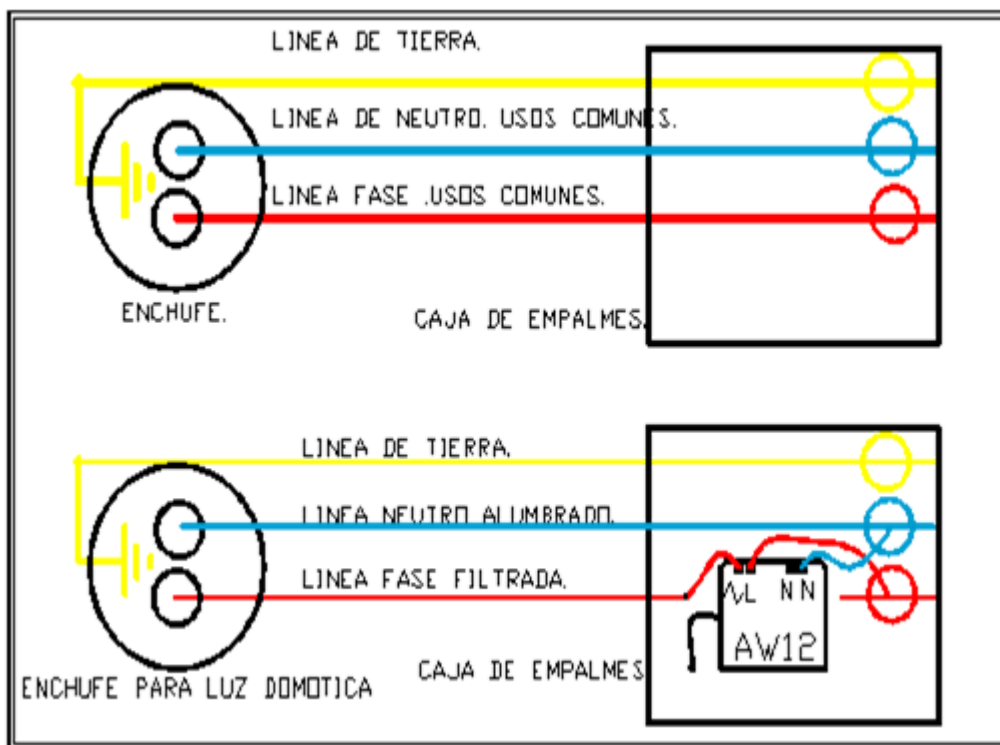 LINEA DE TIERRA.
LINEA DE NEUTRO. USOS COMUNES.
LINEA FASE .USOS COMUNES.
ENCHUFE.
CAJA DE EMPALMES.
LINEA DE TIERRA.
LINEA NEUTRO ALUMBRADO.
LINEA FASE FILTRADA.
L N N
AW12
CAJA DE EMPALMES
ENCHUFE PARA LUZ DOMOTICA